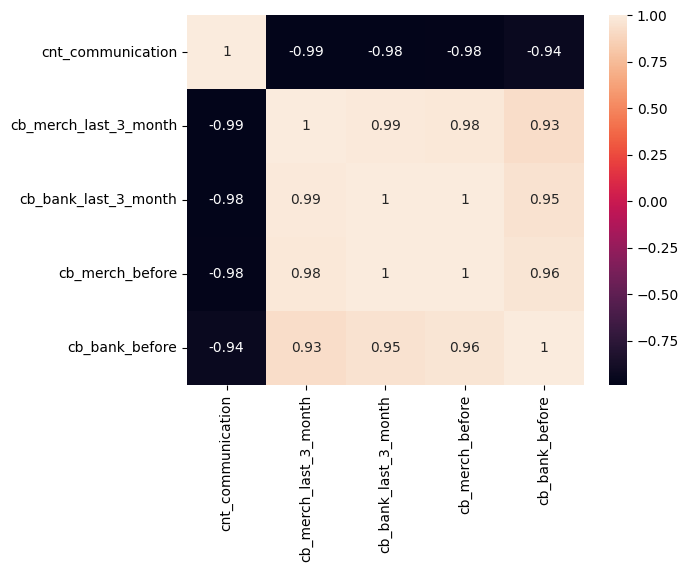 cnt_communication 1 -0.99 -0.98 -0.98 -0.94
cb_merch_last_3_month -0.99 1 0.99 0.98 0.93
cb_bank_last_3_month -0.98 0.99 1 1 0.95
cb_merch_before -0.98 0.98 1 1 0.96
cb_bank_before -0.94 0.93 0.95 0.96 1
cnt_communication
cb_merch_last_3_month
cb_bank_last_3_month
cb_merch_before
cb_bank_before
1.00
0.75
0.50
0.25
0.00
-0.25
-0.50
-0.75